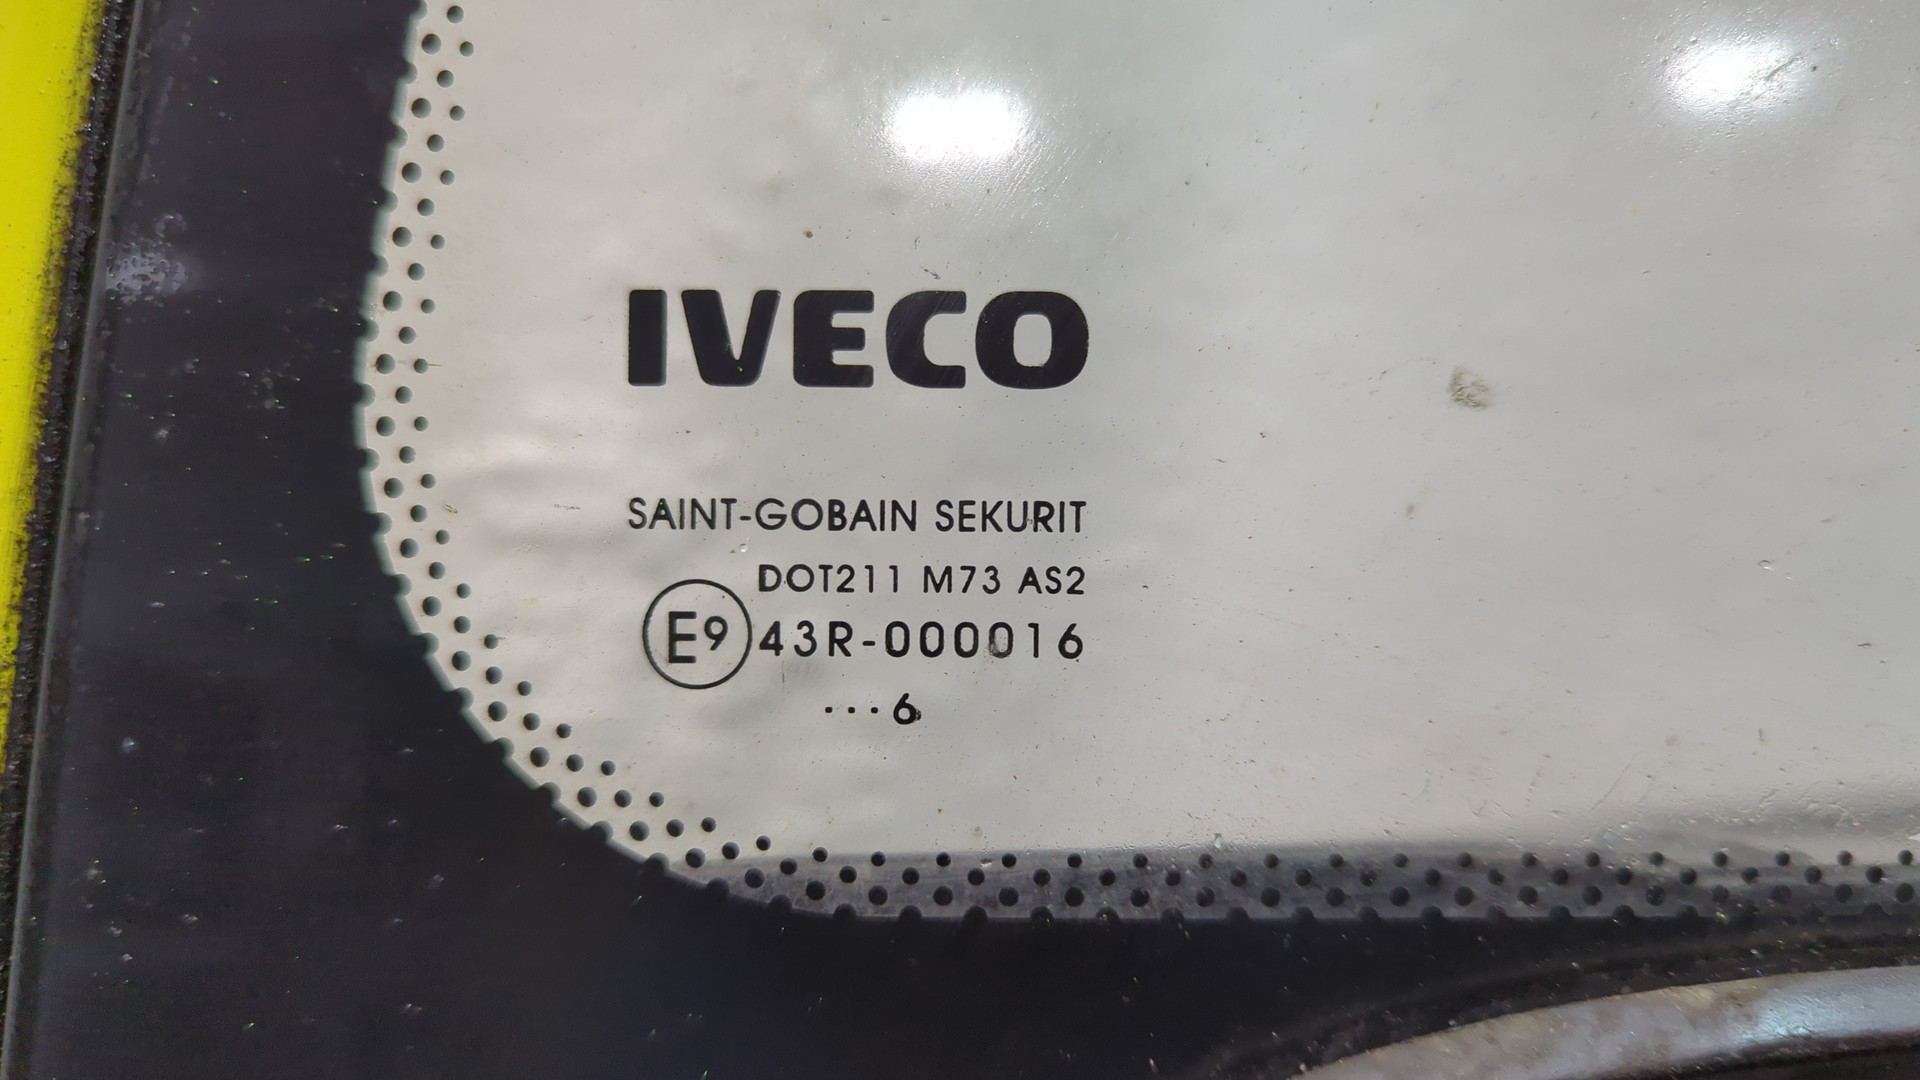 IVECO
SAINT-GOBAIN SEKURIT
DOT211 M73 AS2
E9 43R-000016
...6